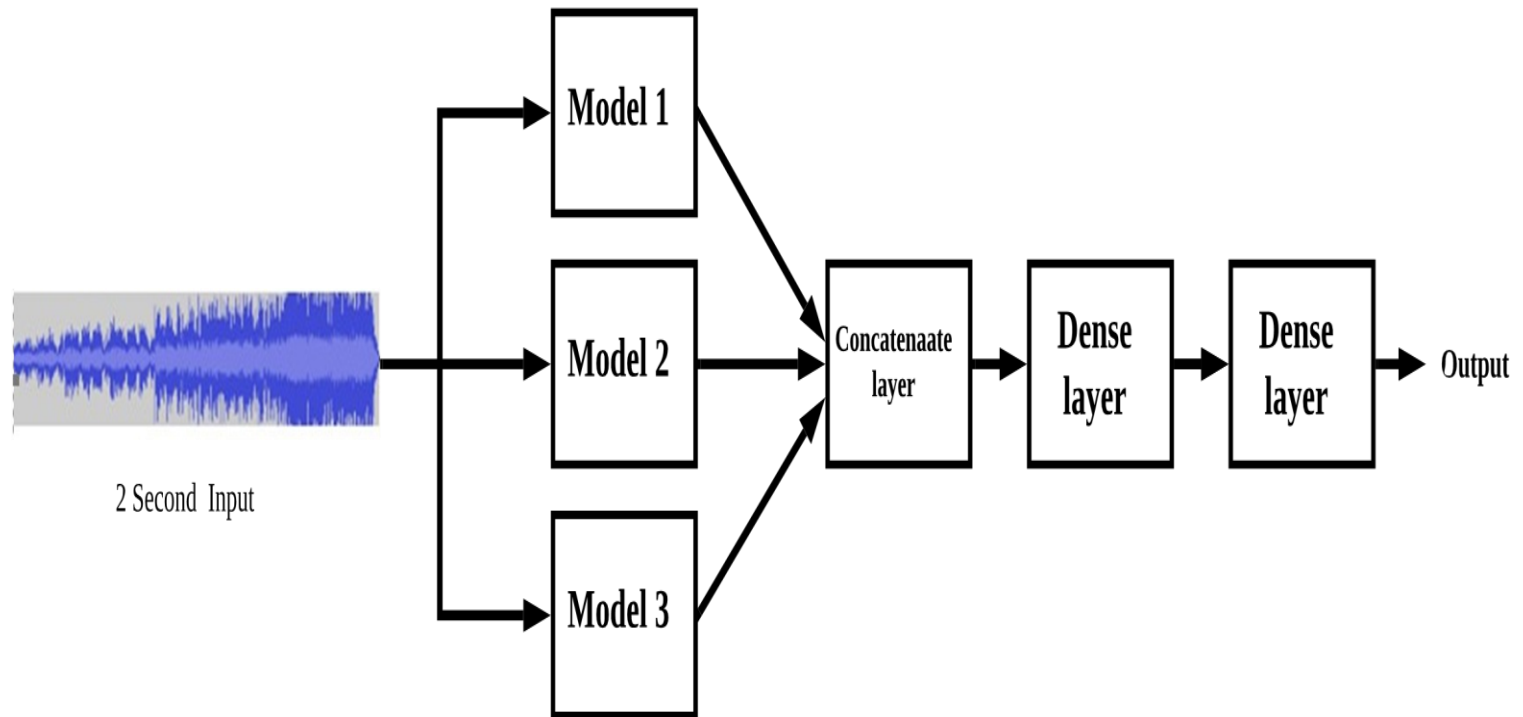 Model 1
2 Second Input
Model 2
Model 3
Concatenaate
layer
Dense
layer
Dense
layer
Output